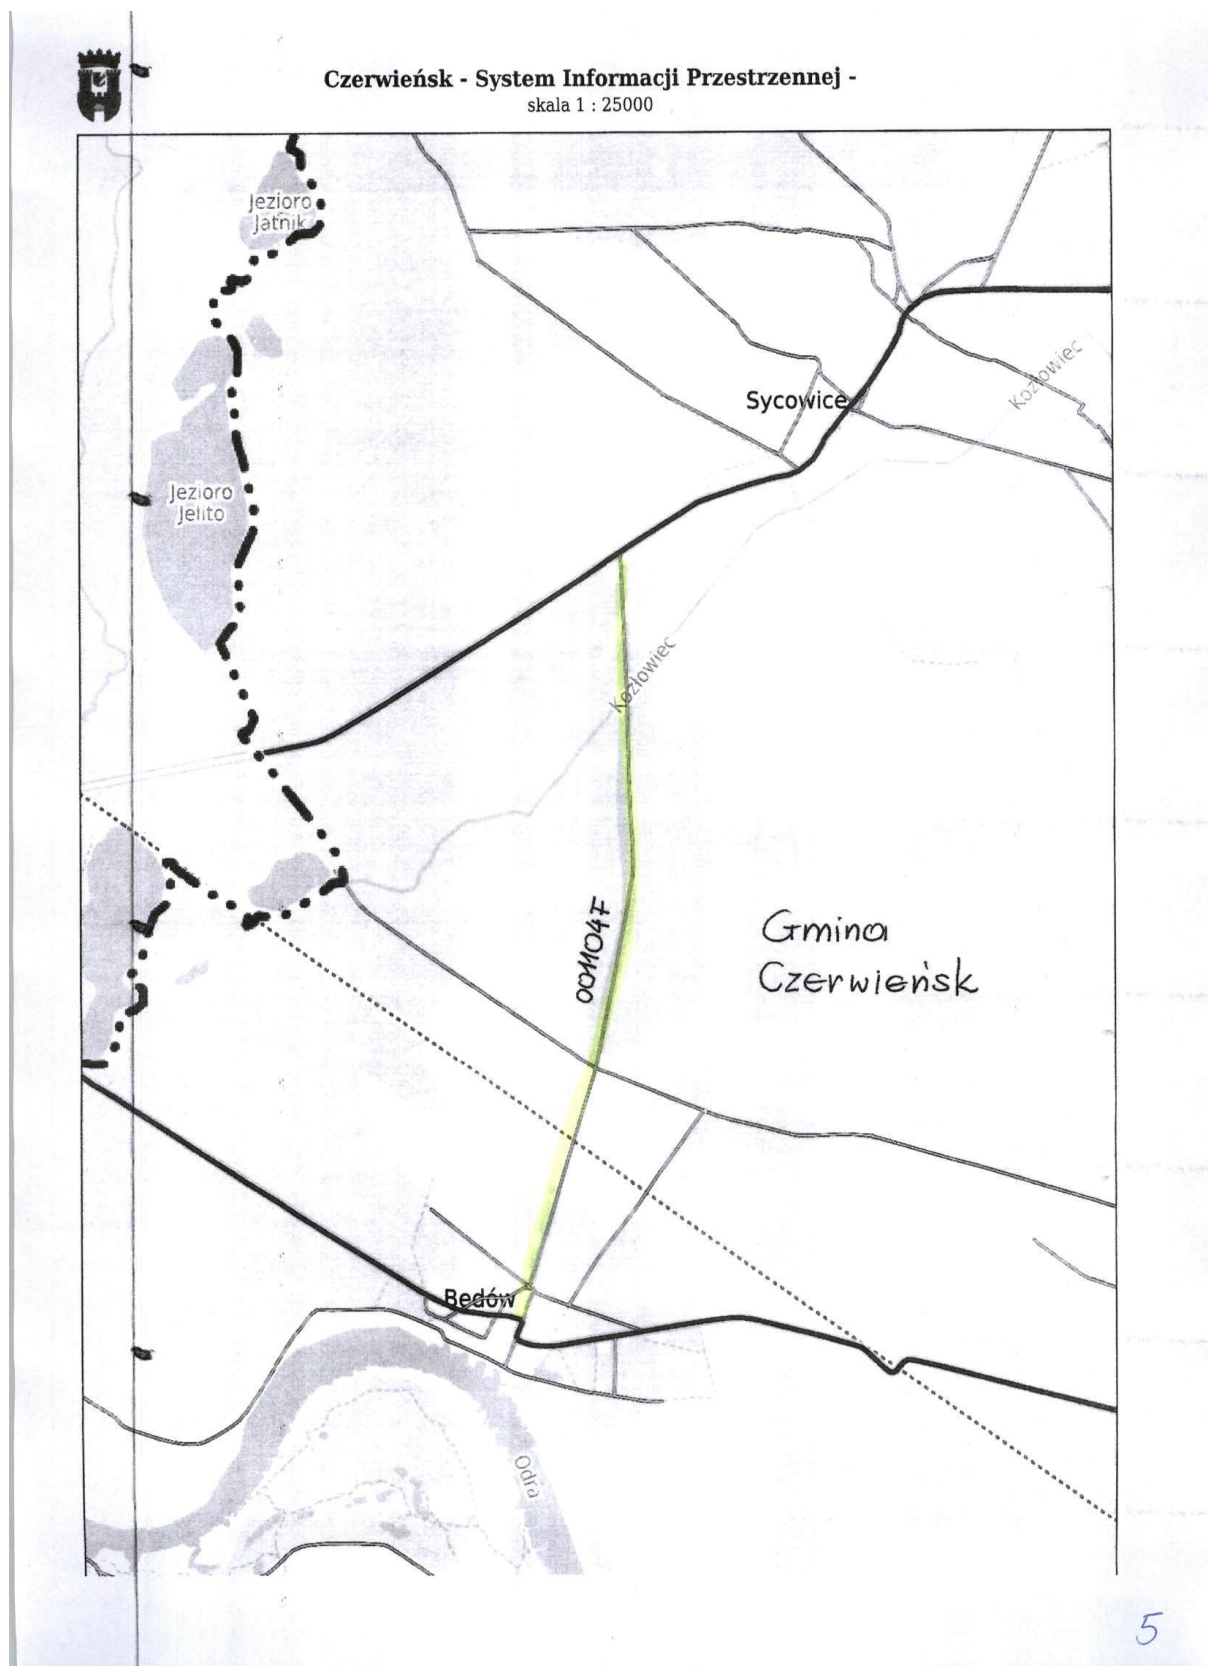 Czerwieńsk - System Informacji Przestrzennej -
skala 1 : 25000
Jezioro
Jatnik
Kozłowiec
Sycowice
Jezioro
Jelito
Kozłowiec
001104F
Gmina
Czerwieńsk
Będów
Odra
5